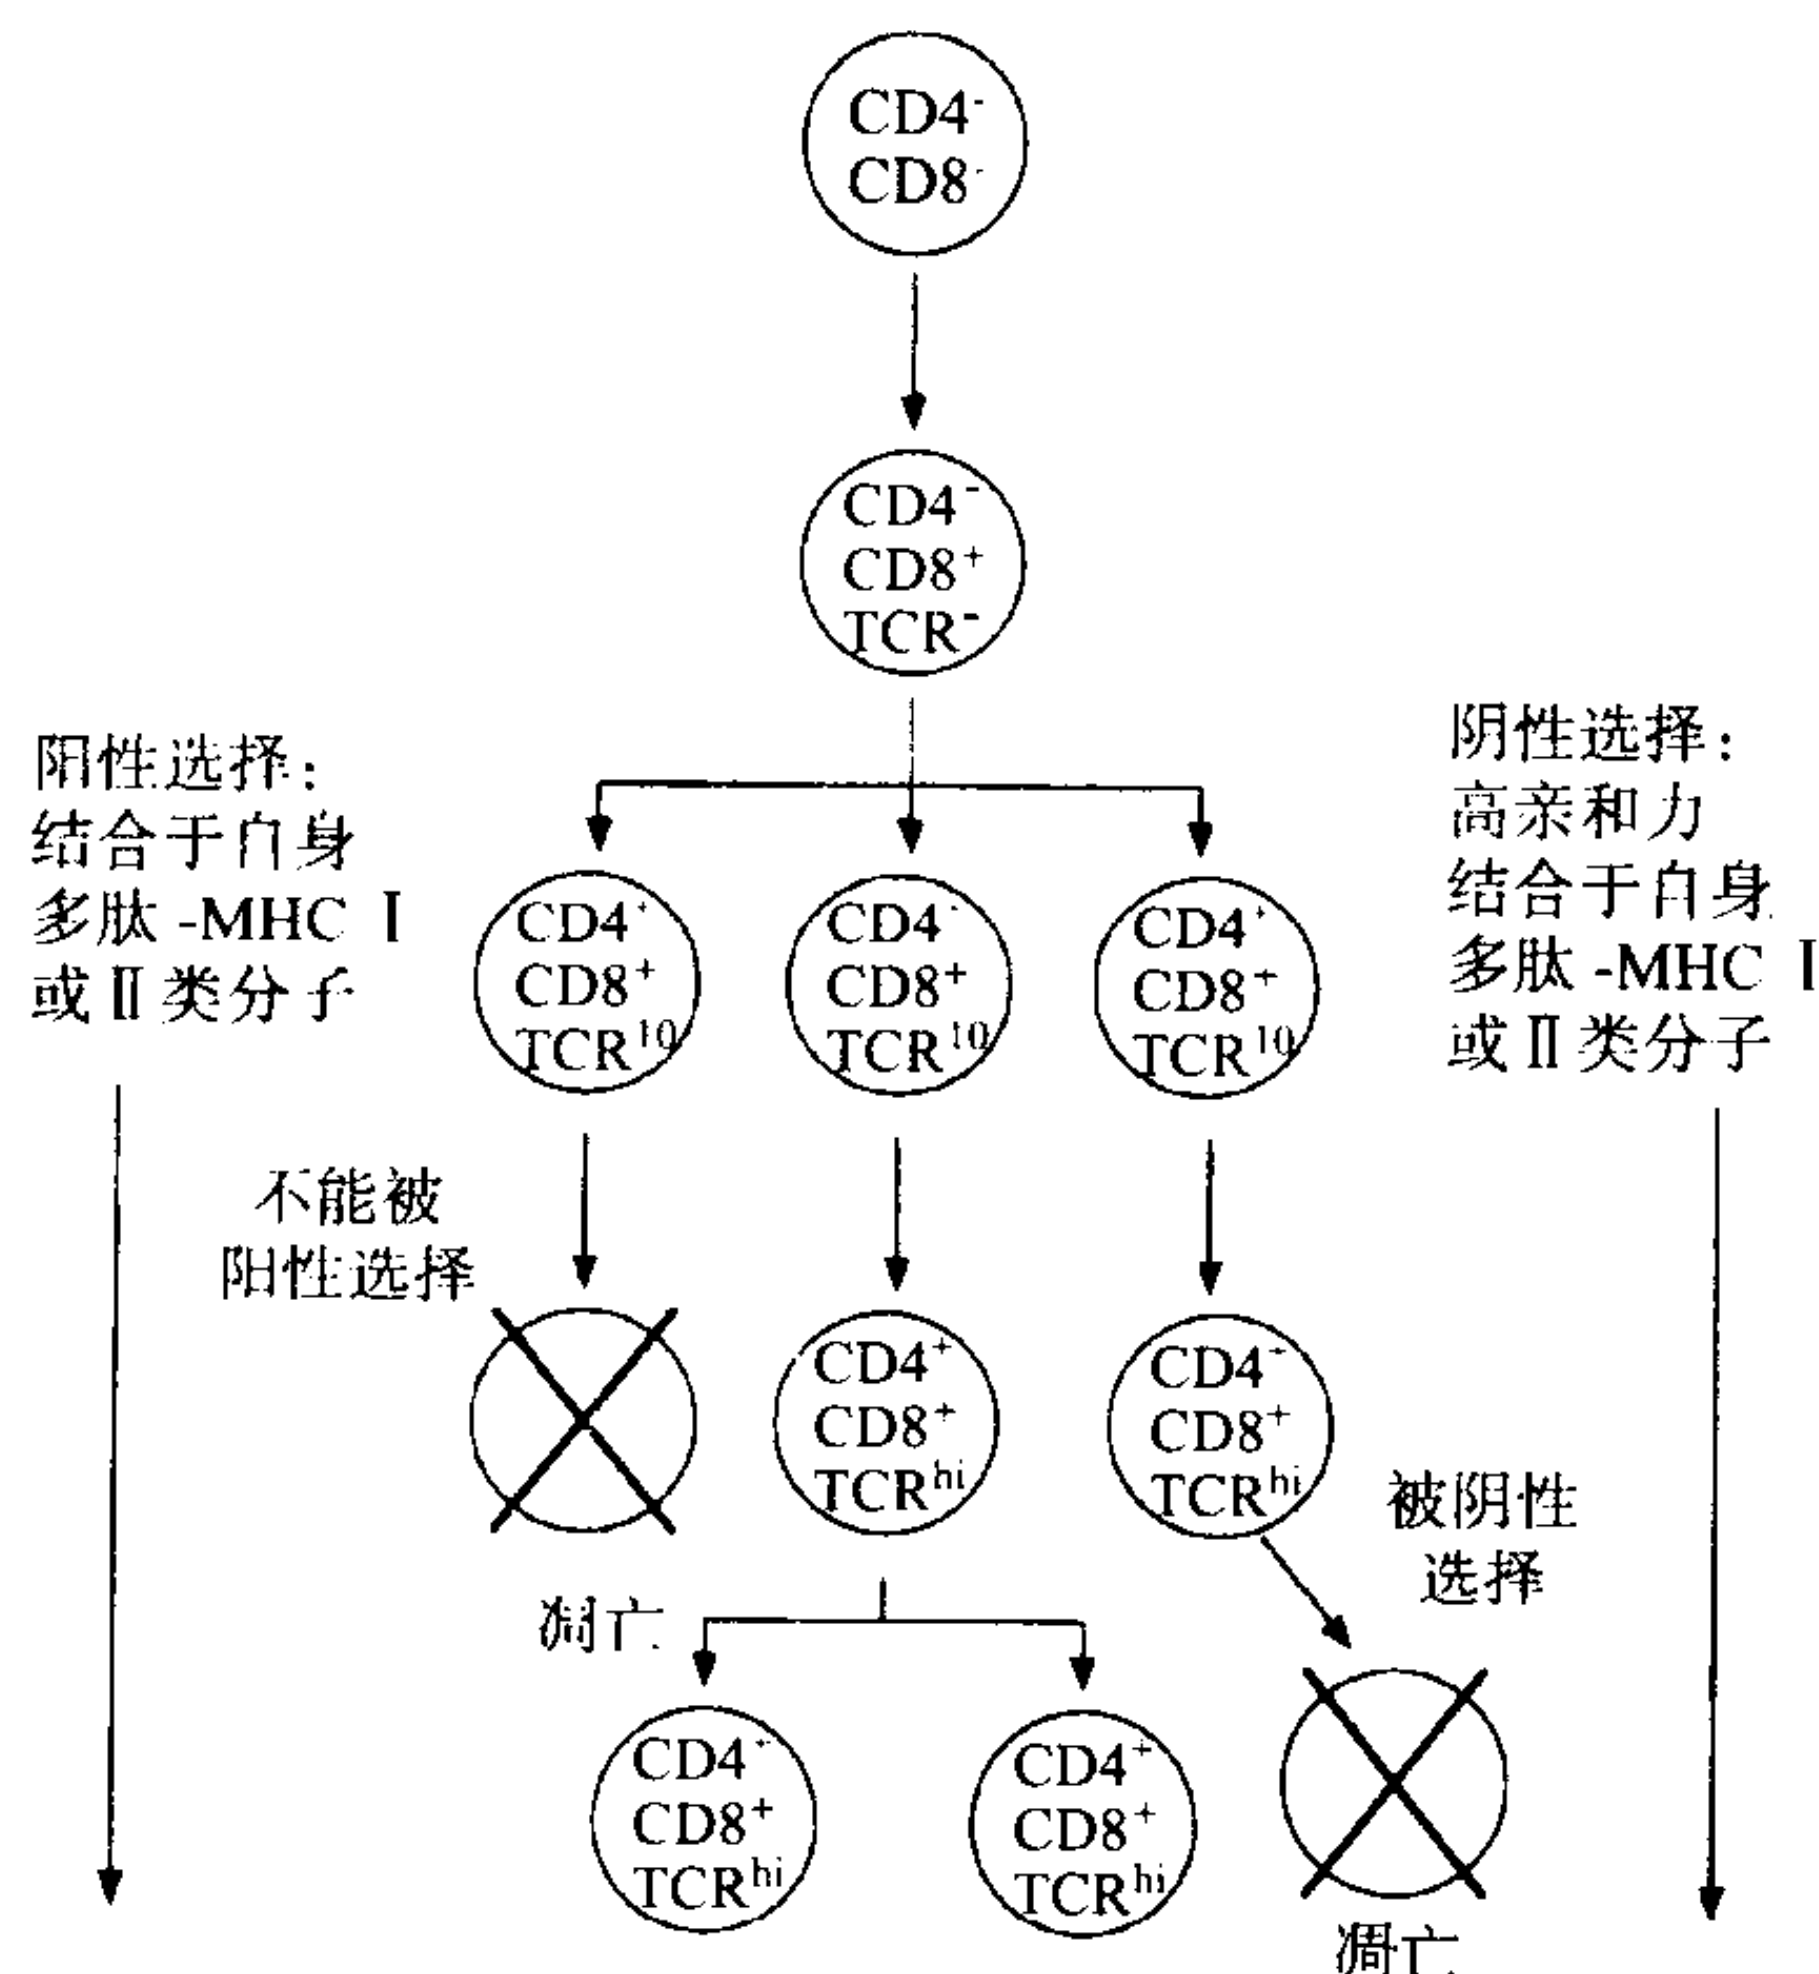 CD4⁻
CD8⁻
CD4⁻
CD8⁺
TCR⁻
阳性选择：
结合于自身
多肽-MHC Ⅰ
或Ⅱ类分子
阴性选择：
高亲和力
结合于自身
多肽-MHC Ⅰ
或Ⅱ类分子
CD4⁺
CD8⁺
TCR¹⁰
CD4
CD8⁺
TCR¹⁰
CD4⁺
CD8⁺
TCR¹⁰
不能被
阳性选择
CD4⁺
CD8⁺
TCRʰⁱ
CD4⁺
CD8⁺
TCRʰⁱ
被阴性
选择
凋亡
CD4⁺
CD8⁺
TCRʰⁱ
CD4⁺
CD8⁺
TCRʰⁱ
凋亡